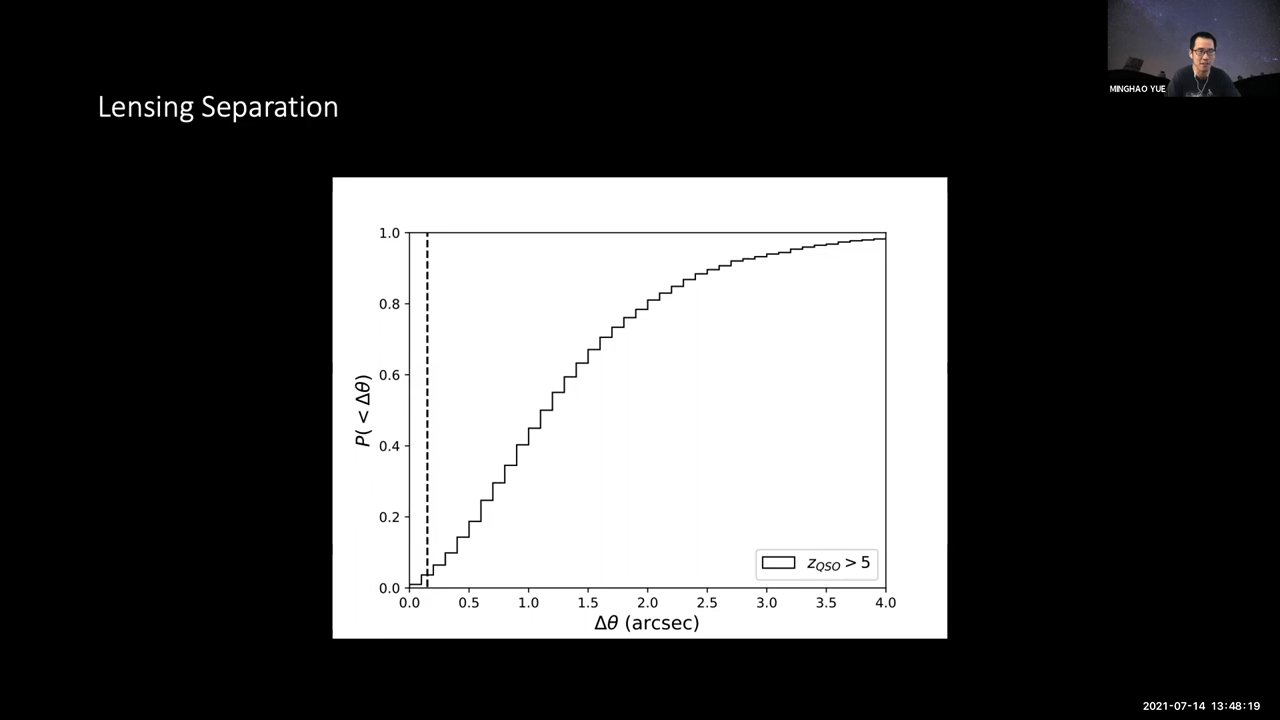 MINGHAO YUE
Lensing Separation
1.0
0.8
0.6
0.4
0.2
0.0
P( < Δθ)
z_QSO > 5
0.0 0.5 1.0 1.5 2.0 2.5 3.0 3.5 4.0
Δθ (arcsec)
2021-07-14 13:48:19